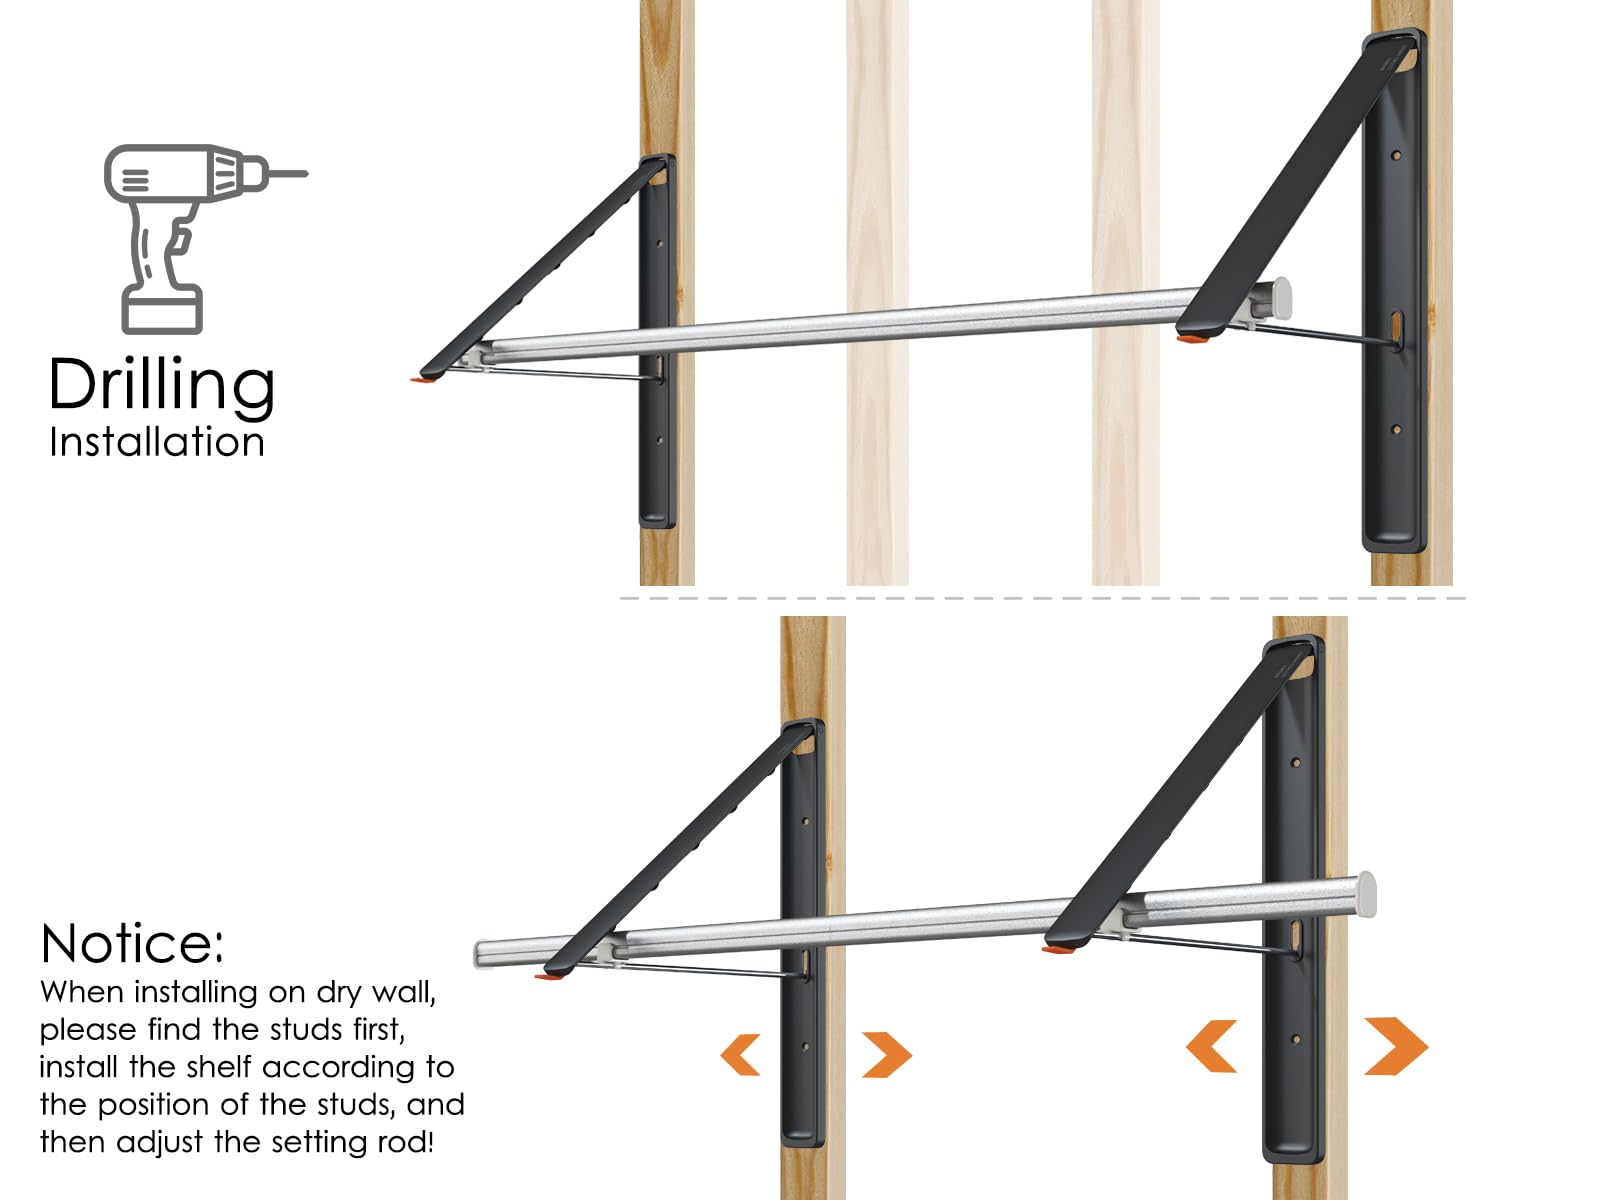 Drilling
Installation
Notice:
When installing on dry wall,
please find the studs first,
install the shelf according to
the position of the studs, and
then adjust the setting rod!